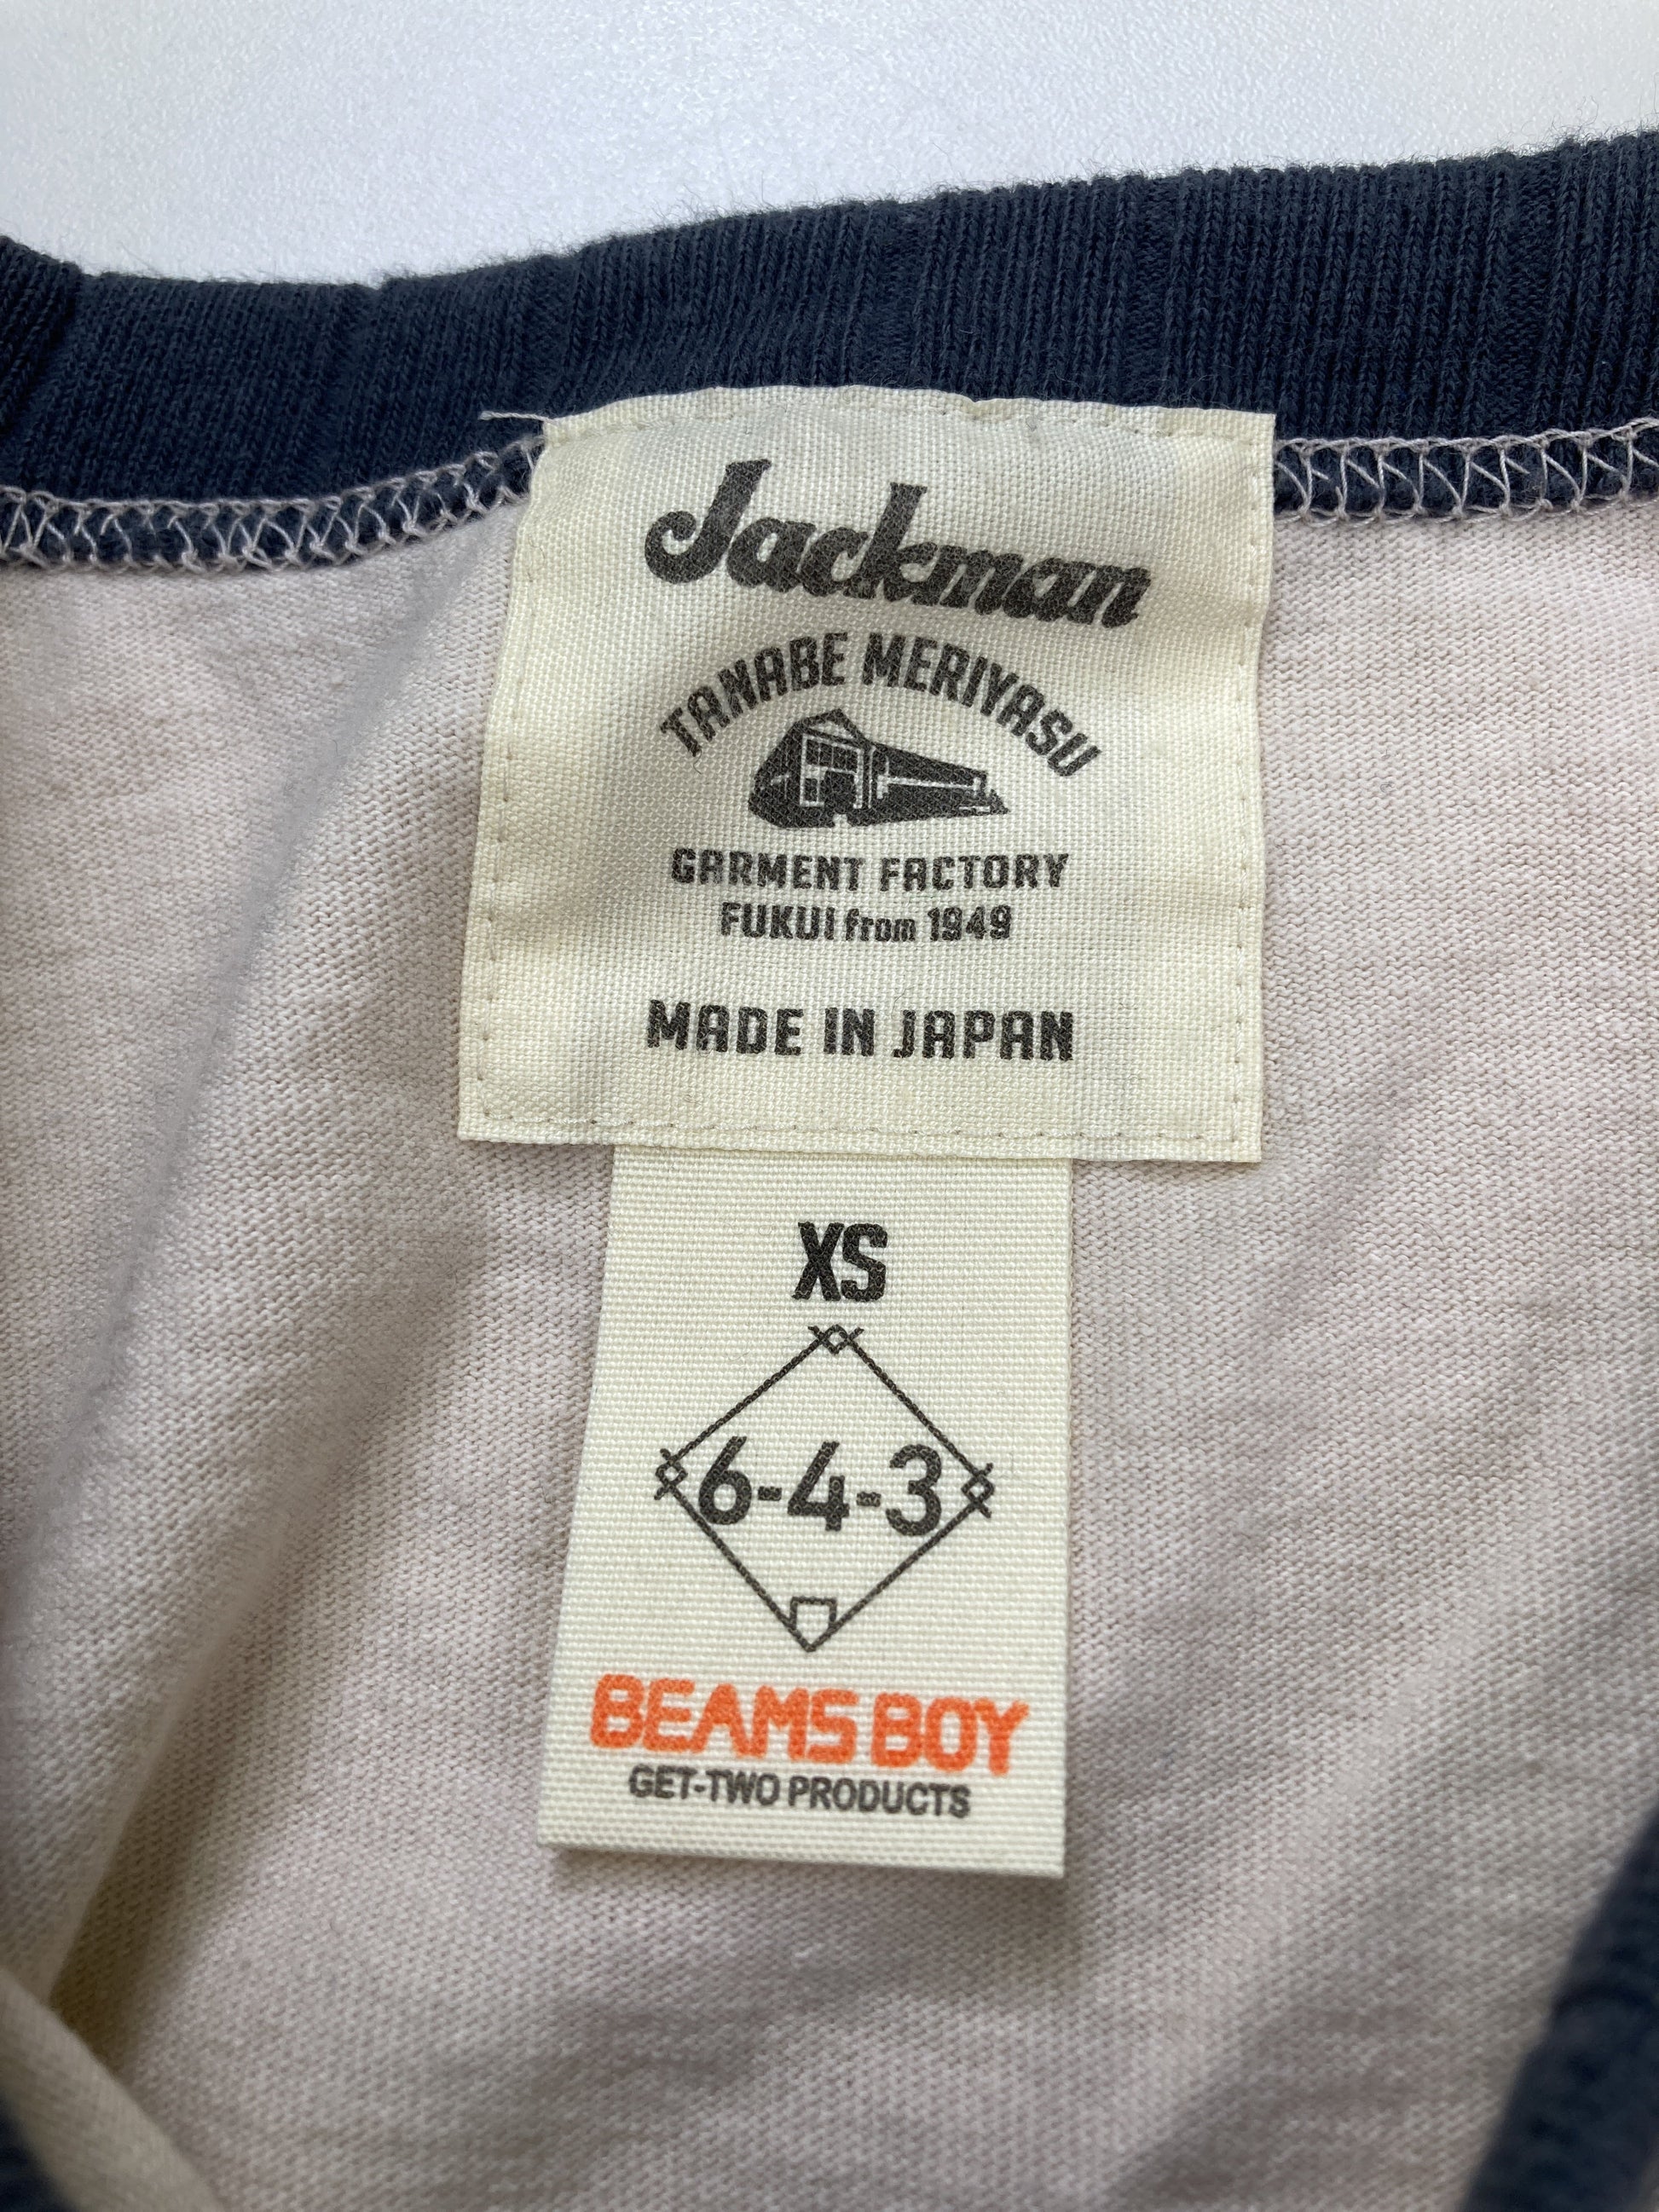 Jackman
TANABE MERIYASU
GARMENT FACTORY
FUKUI from 1949
MADE IN JAPAN
XS
6-4-3
BEAMS BOY
GET-TWO PRODUCTS